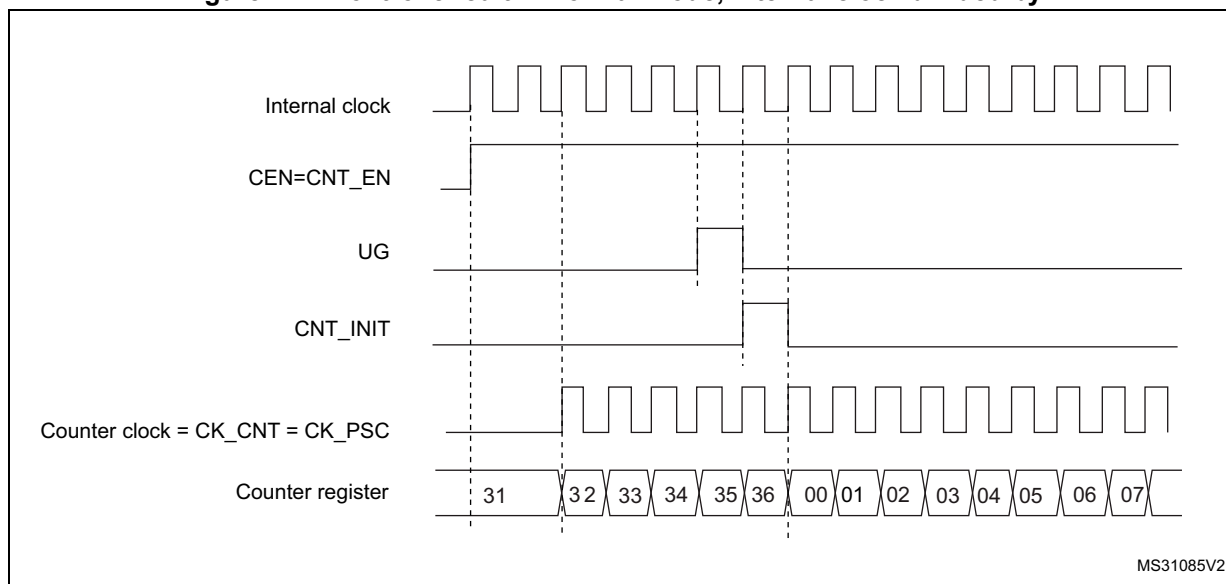 Internal clock
CEN=CNT_EN
UG
CNT_INIT
Counter clock = CK_CNT = CK_PSC
Counter register
31 32 33 34 35 36 00 01 02 03 04 05 06 07
MS31085V2